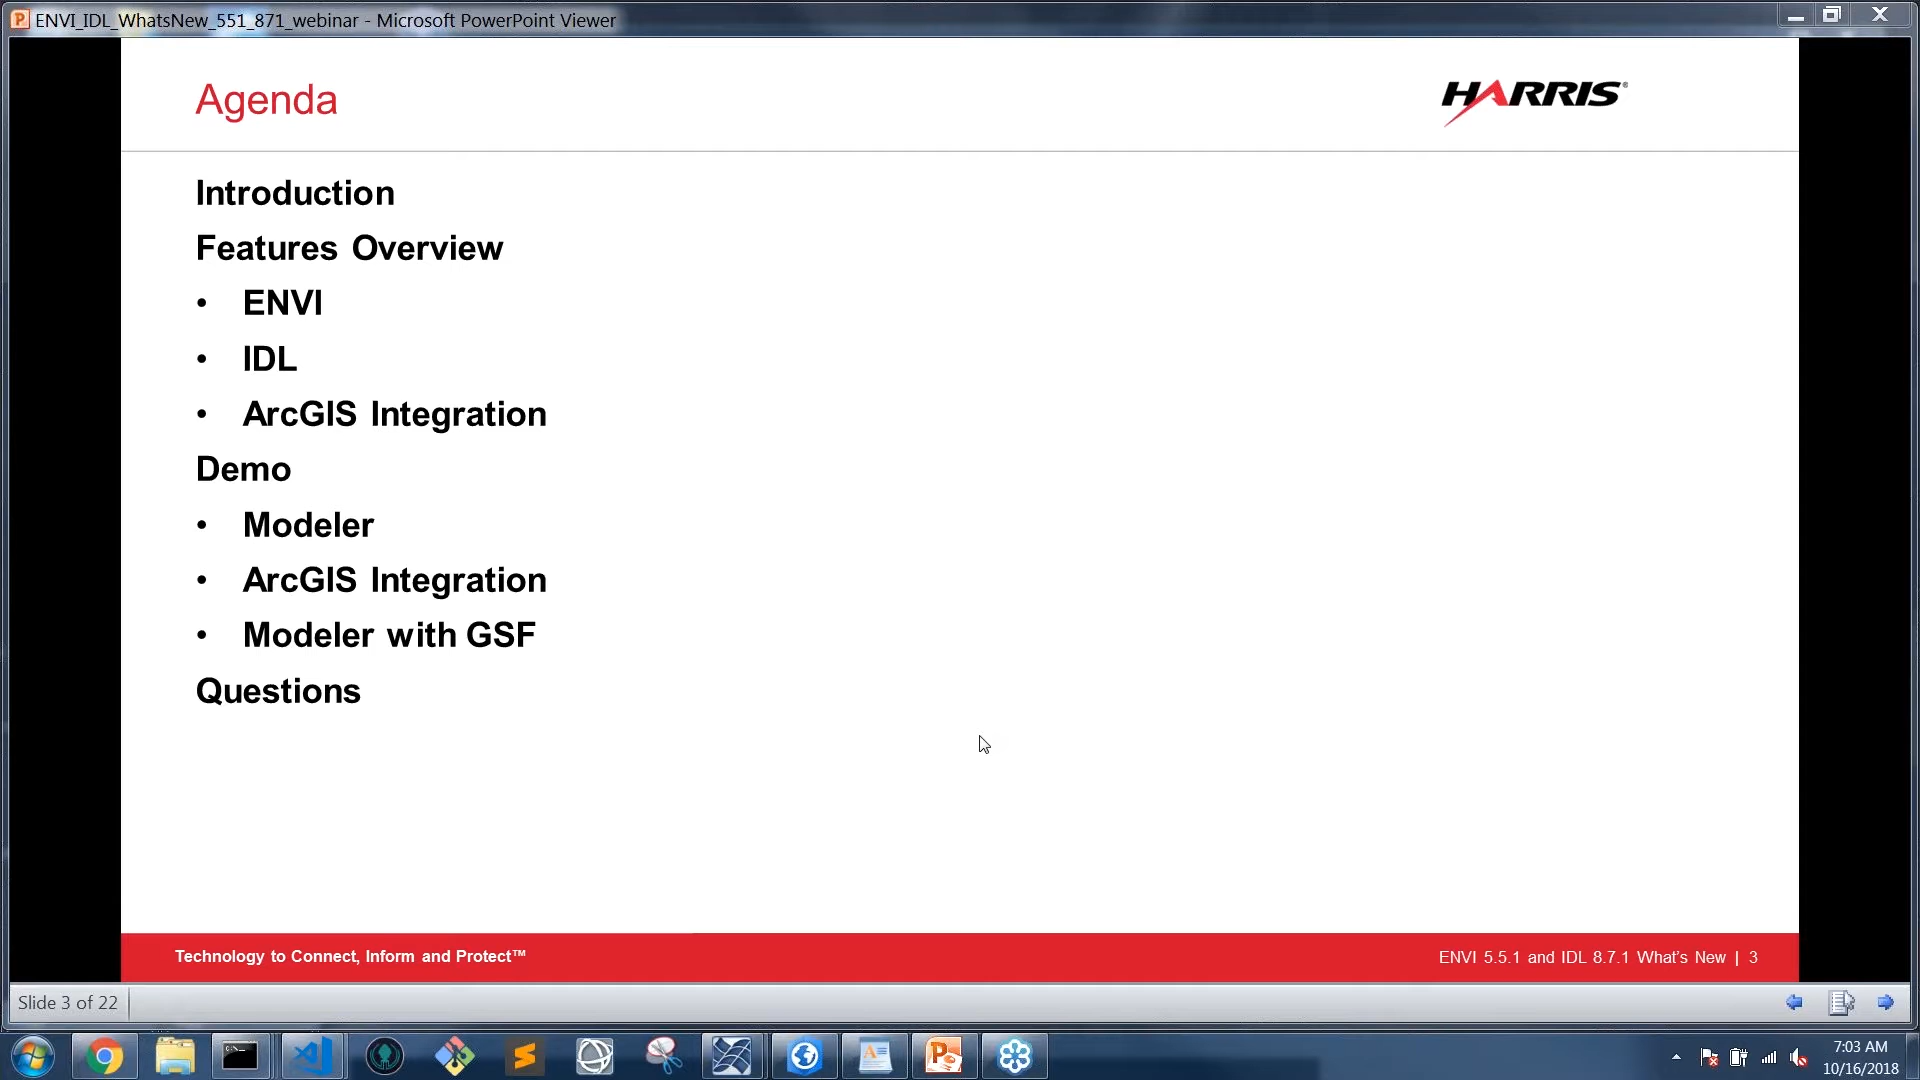 ENVI_IDL_WhatsNew_551_871_webinar - Microsoft PowerPoint Viewer
Agenda
HARRIS®
Introduction
Features Overview
• ENVI
• IDL
• ArcGIS Integration
Demo
• Modeler
• ArcGIS Integration
• Modeler with GSF
Questions
Technology to Connect, Inform and Protect™
ENVI 5.5.1 and IDL 8.7.1 What's New | 3
Slide 3 of 22
7:03 AM
10/16/2018